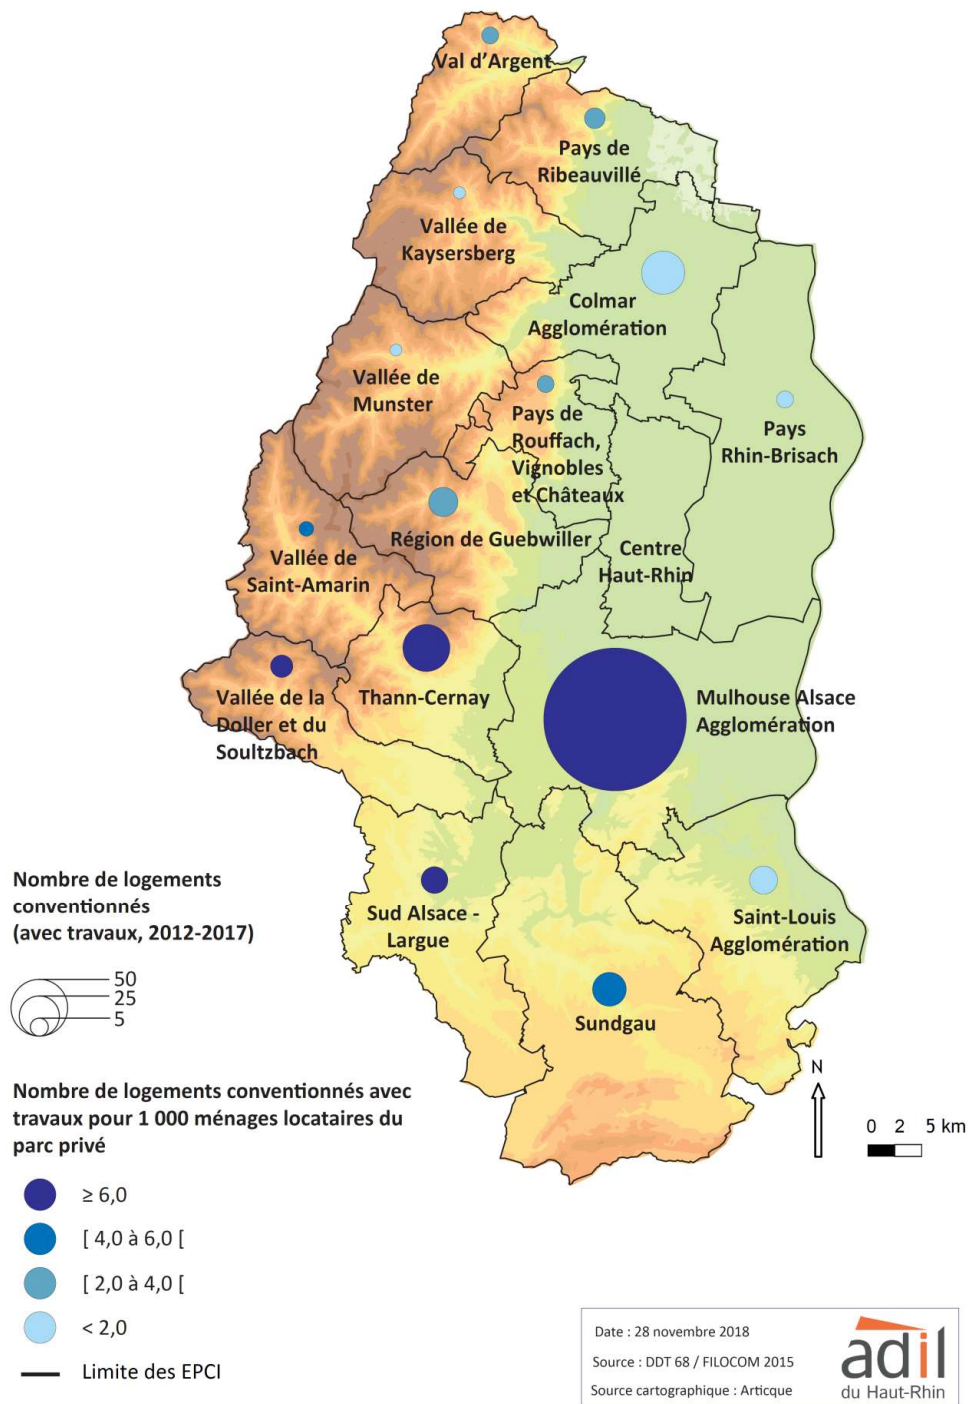 Val d'Argent
Pays de
Ribeauvillé
Vallée de
Kaysersberg
Colmar
Agglomération
Vallée de
Munster
Pays de
Rouffach,
Vignobles
et Châteaux
Pays
Rhin-Brisach
Région de Guebwiller
Centre
Haut-Rhin
Vallée de
Saint-Amarin
Vallée de la
Doller et du
Soultzbach
Thann-Cernay
Mulhouse Alsace
Agglomération
Sud Alsace -
Largue
Saint-Louis
Agglomération
Sundgau
Nombre de logements
conventionnés
(avec travaux, 2012-2017)
50
25
5
Nombre de logements conventionnés avec
travaux pour 1 000 ménages locataires du
parc privé
≥ 6,0
[ 4,0 à 6,0 [
[ 2,0 à 4,0 [
< 2,0
Limite des EPCI
N
0 2 5 km
Date : 28 novembre 2018
Source : DDT 68 / FILOCOM 2015
Source cartographique : Articque
adil
du Haut-Rhin